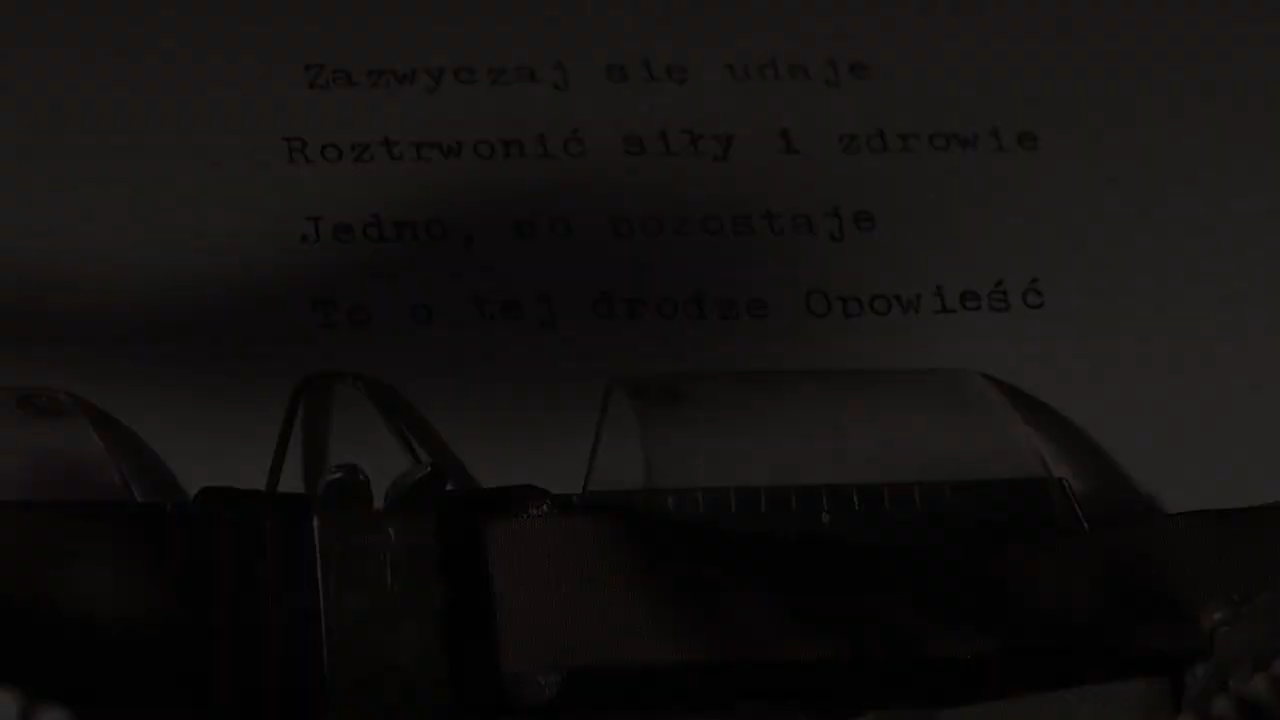 Zazwyczaj się udaje
Roztrwonić siły i zdrowie
Jedno, co pozostaje
To o tej drodze Opowieść